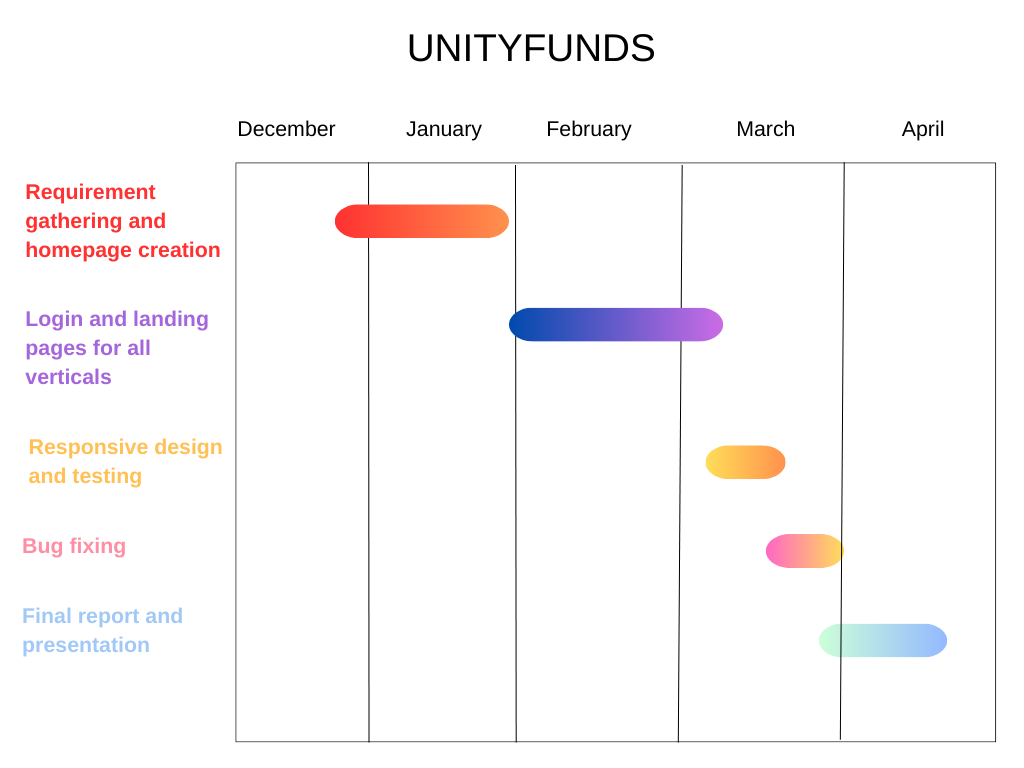 UNITYFUNDS
December January February March April
Requirement
gathering and
homepage creation
Login and landing
pages for all
verticals
Responsive design
and testing
Bug fixing
Final report and
presentation